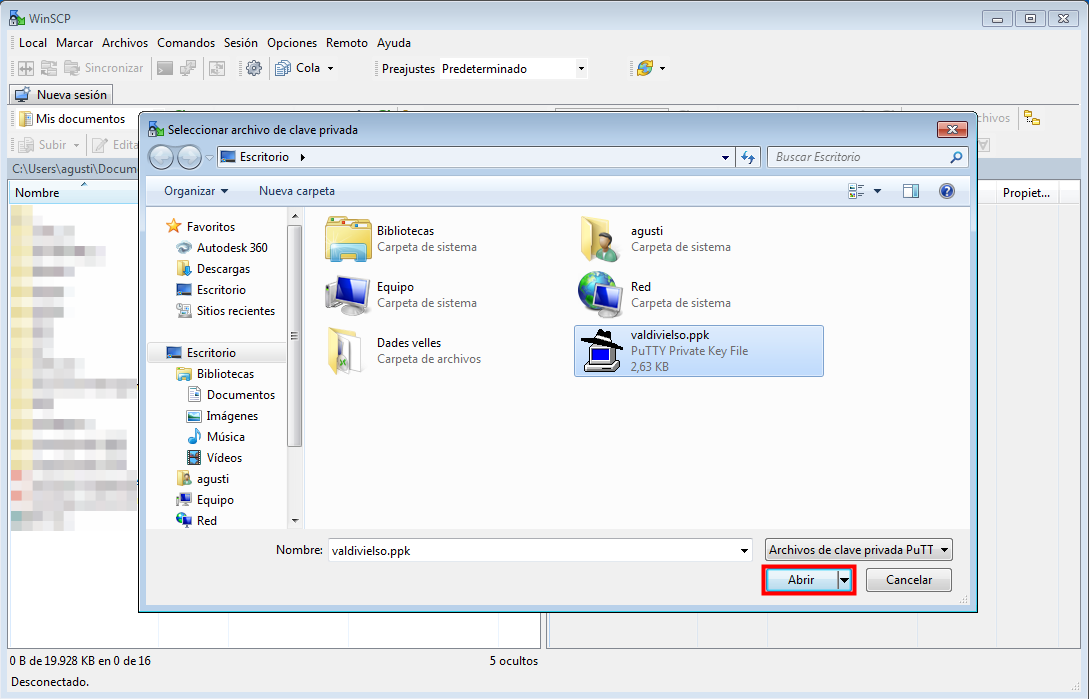 WinSCP
Local Marcar Archivos Comandos Sesión Opciones Remoto Ayuda
Sincronizar Cola Preajustes Predeterminado
Nueva sesión
Mis documentos
Subir Edita
C:\Users\agusti\Docum
Nombre
Propiet...
Seleccionar archivo de clave privada
Escritorio
Buscar Escritorio
Organizar Nueva carpeta
Favoritos
Autodesk 360
Descargas
Escritorio
Sitios recientes
Escritorio
Bibliotecas
Documentos
Imágenes
Música
Vídeos
agusti
Equipo
Red
Bibliotecas
Carpeta de sistema
agusti
Carpeta de sistema
Equipo
Carpeta de sistema
Red
Carpeta de sistema
Dades velles
Carpeta de archivos
valdivielso.ppk
PuTTY Private Key File
2,63 KB
Nombre: valdivielso.ppk
Archivos de clave privada PuTT
Abrir Cancelar
0 B de 19.928 KB en 0 de 16
5 ocultos
Desconectado.